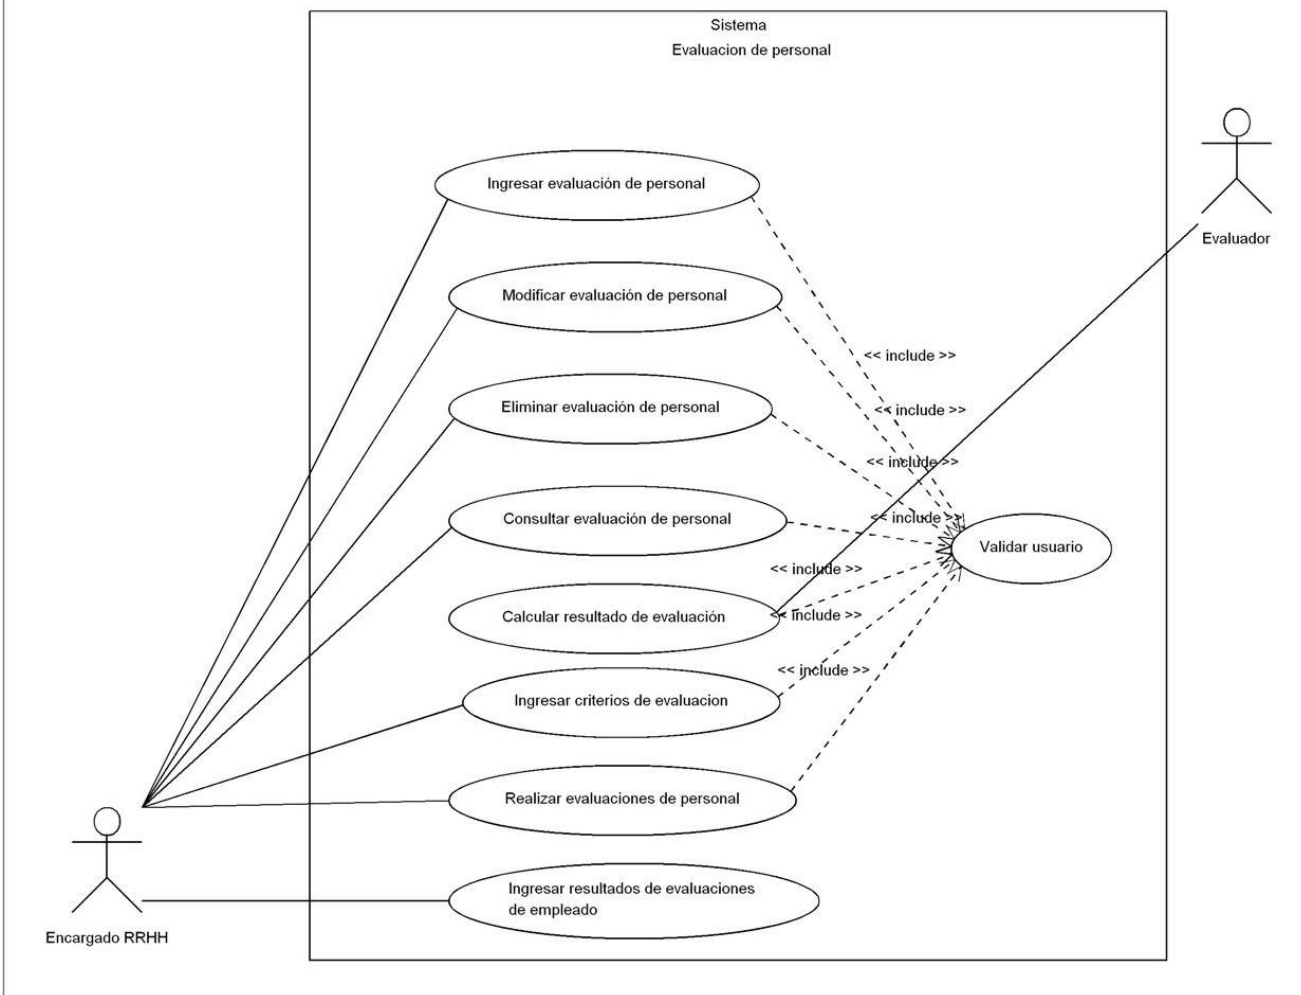 Sistema
Evaluacion de personal
Ingresar evaluación de personal
Evaluador
Modificar evaluación de personal
<< include >>
Eliminar evaluación de personal
<< include >>
<< include >>
Consultar evaluación de personal
<< include >>
Validar usuario
<< include >>
Calcular resultado de evaluación
<< include >>
<< include >>
Ingresar criterios de evaluacion
Realizar evaluaciones de personal
Ingresar resultados de evaluaciones
de empleado
Encargado RRHH